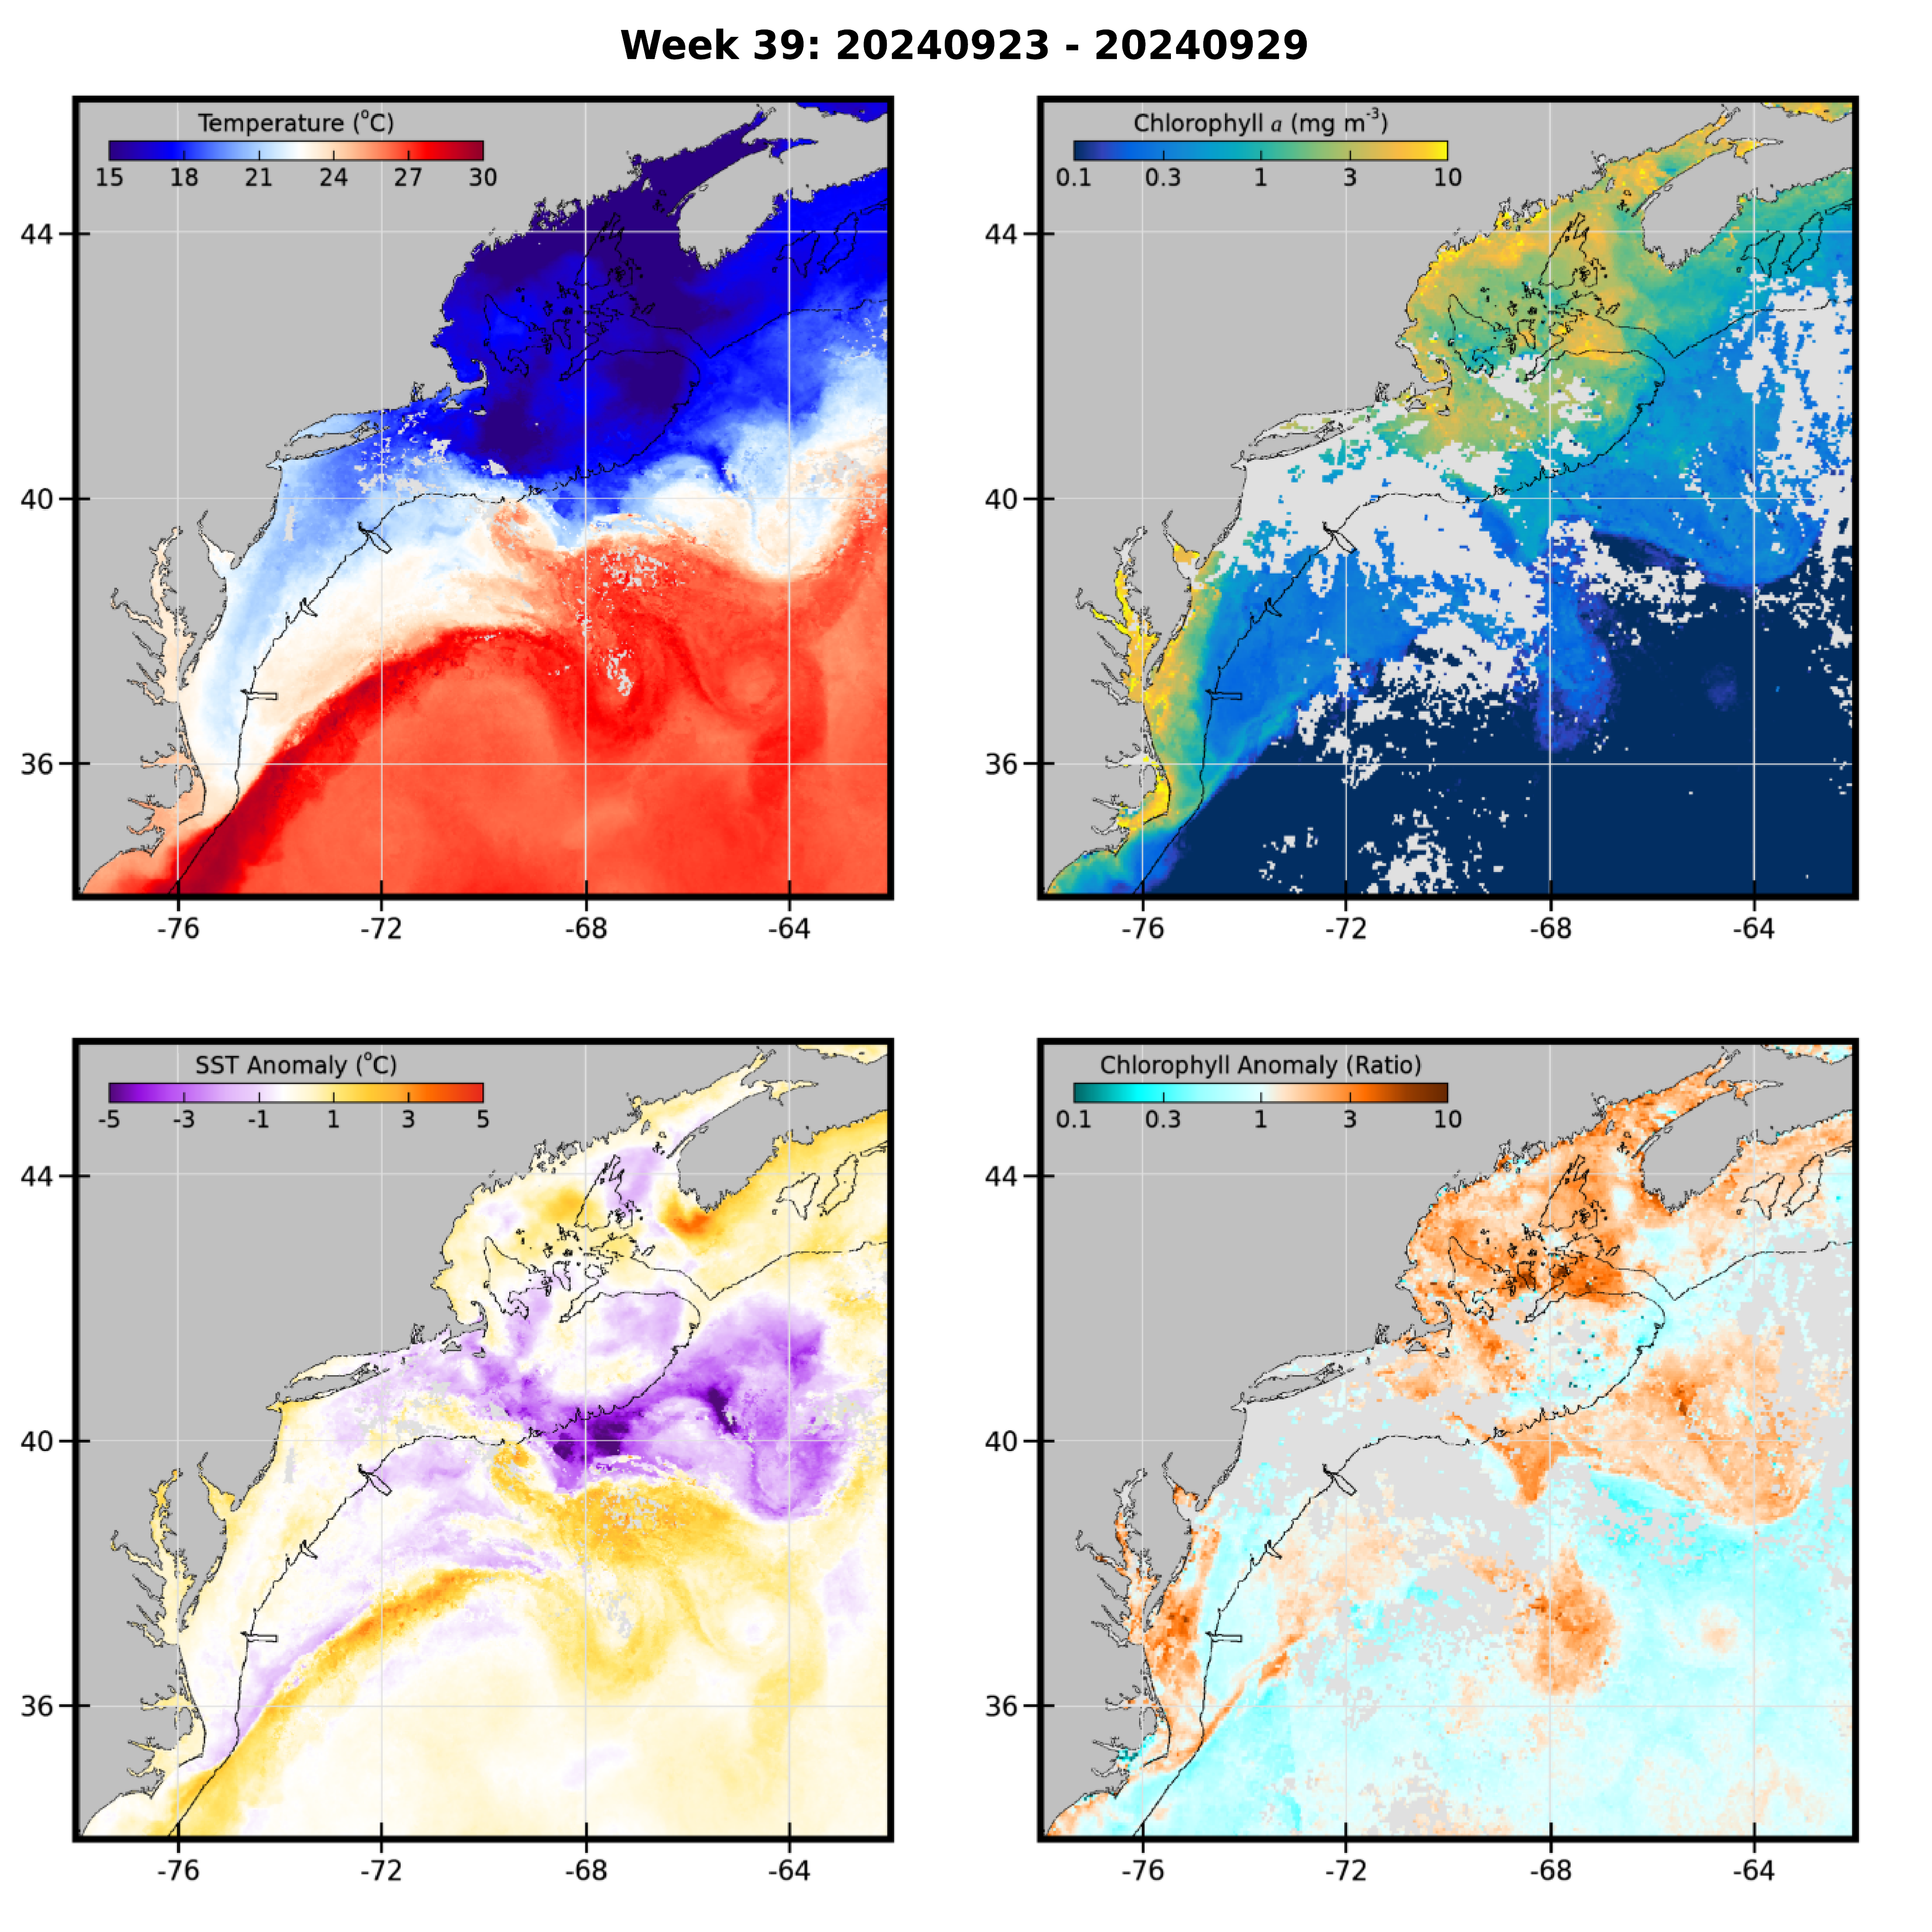 Week 39: 20240923 - 20240929
Temperature (°C)
15 18 21 24 27 30
44
40
36
-76 -72 -68 -64
Chlorophyll a (mg m⁻³)
0.1 0.3 1 3 10
44
40
36
-76 -72 -68 -64
SST Anomaly (°C)
-5 -3 -1 1 3 5
44
40
36
-76 -72 -68 -64
Chlorophyll Anomaly (Ratio)
0.1 0.3 1 3 10
44
40
36
-76 -72 -68 -64